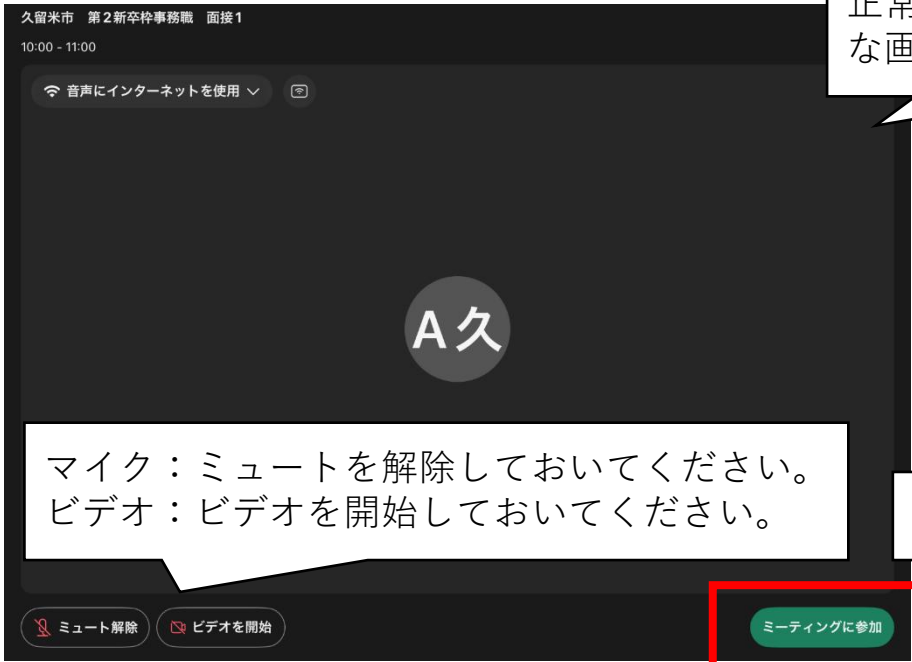 久留米市　第2新卒枠事務職　面接1
正常
な画
10:00 - 11:00
音声にインターネットを使用
A久
マイク：ミュートを解除しておいてください。
ビデオ：ビデオを開始しておいてください。
ミュート解除
ビデオを開始
ミーティングに参加